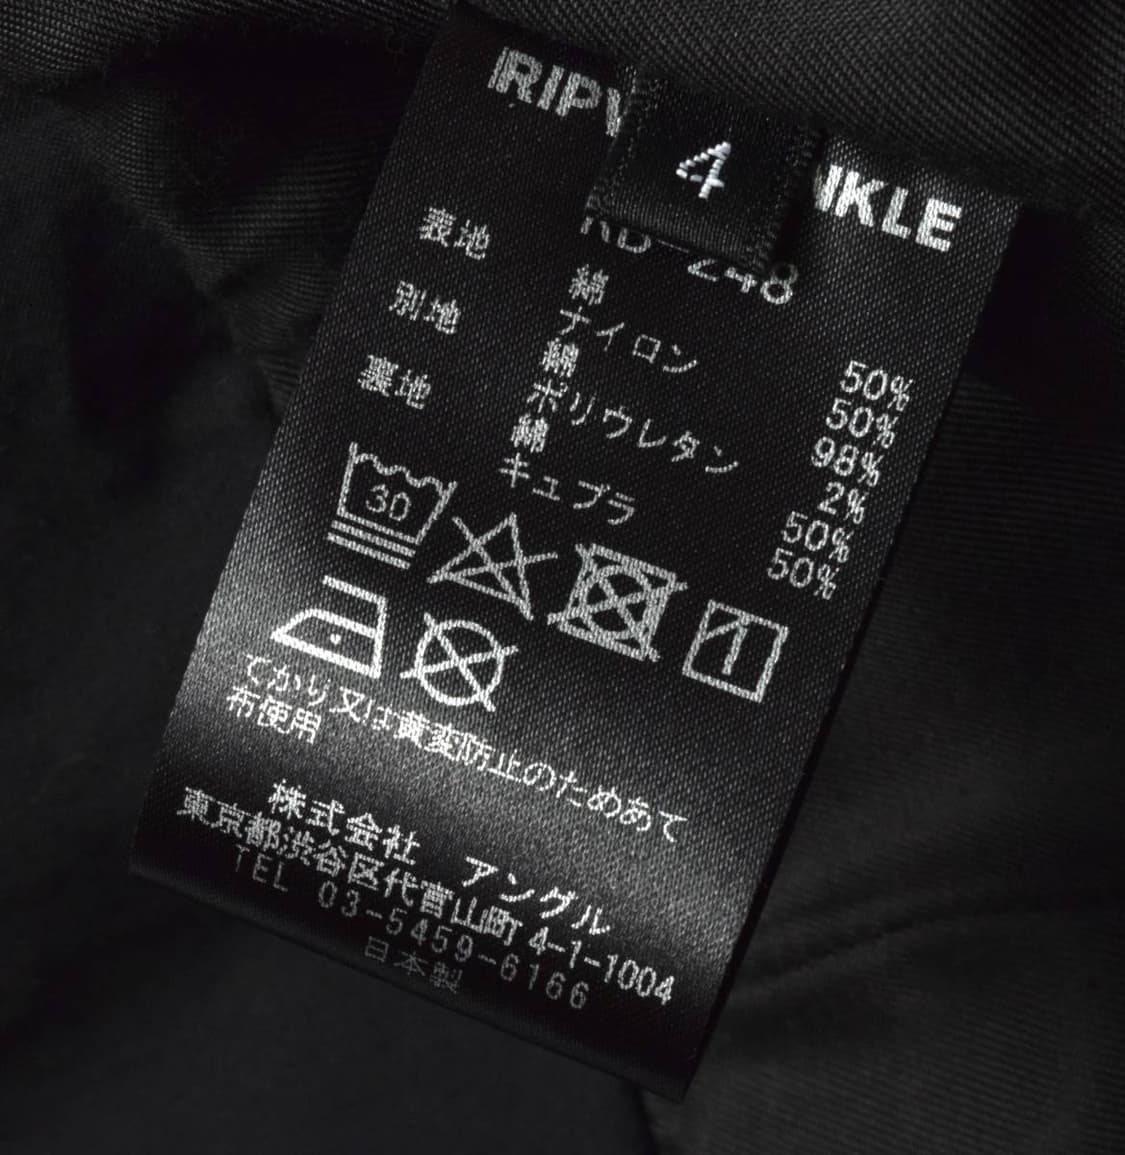 RIPV
4
NKLE
RB-248
表地 綿 50%
ナイロン 50%
別地 綿 98%
ポリウレタン 2%
裏地 綿 50%
キュプラ 50%
30
てかり又は黄変防止のためあて
布使用
株式会社 アングル
東京都渋谷区代官山町 4-1-1004
TEL 03-5459-6166
日本製